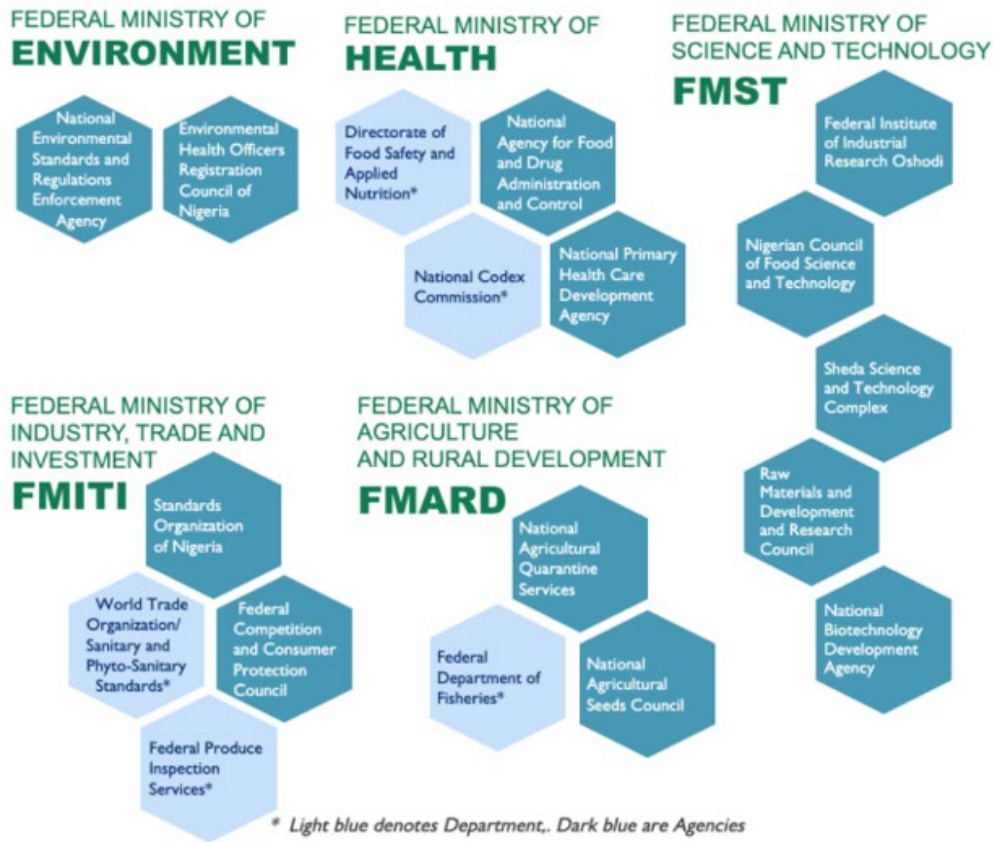 FEDERAL MINISTRY OF
ENVIRONMENT
National
Environmental
Standards and
Regulations
Enforcement
Agency
Environmental
Health Officers
Registration
Council of
Nigeria
FEDERAL MINISTRY OF
HEALTH
Directorate of
Food Safety and
Applied
Nutrition*
National
Agency for Food
and Drug
Administration
and Control
National Codex
Commission*
National Primary
Health Care
Development
Agency
FEDERAL MINISTRY OF
SCIENCE AND TECHNOLOGY
FMST
Federal Institute
of Industrial
Research Oshodi
Nigerian Council
of Food Science
and Technology
Sheda Science
and Technology
Complex
Raw
Materials and
Development
and Research
Council
National
Biotechnology
Development
Agency
FEDERAL MINISTRY OF
INDUSTRY, TRADE AND
INVESTMENT
FMITI
Standards
Organization
of Nigeria
World Trade
Organization/
Sanitary and
Phyto-Sanitary
Standards*
Federal
Competition
and Consumer
Protection
Council
Federal Produce
Inspection
Services*
FEDERAL MINISTRY OF
AGRICULTURE
AND RURAL DEVELOPMENT
FMARD
National
Agricultural
Quarantine
Services
Federal
Department of
Fisheries*
National
Agricultural
Seeds Council
* Light blue denotes Department,. Dark blue are Agencies